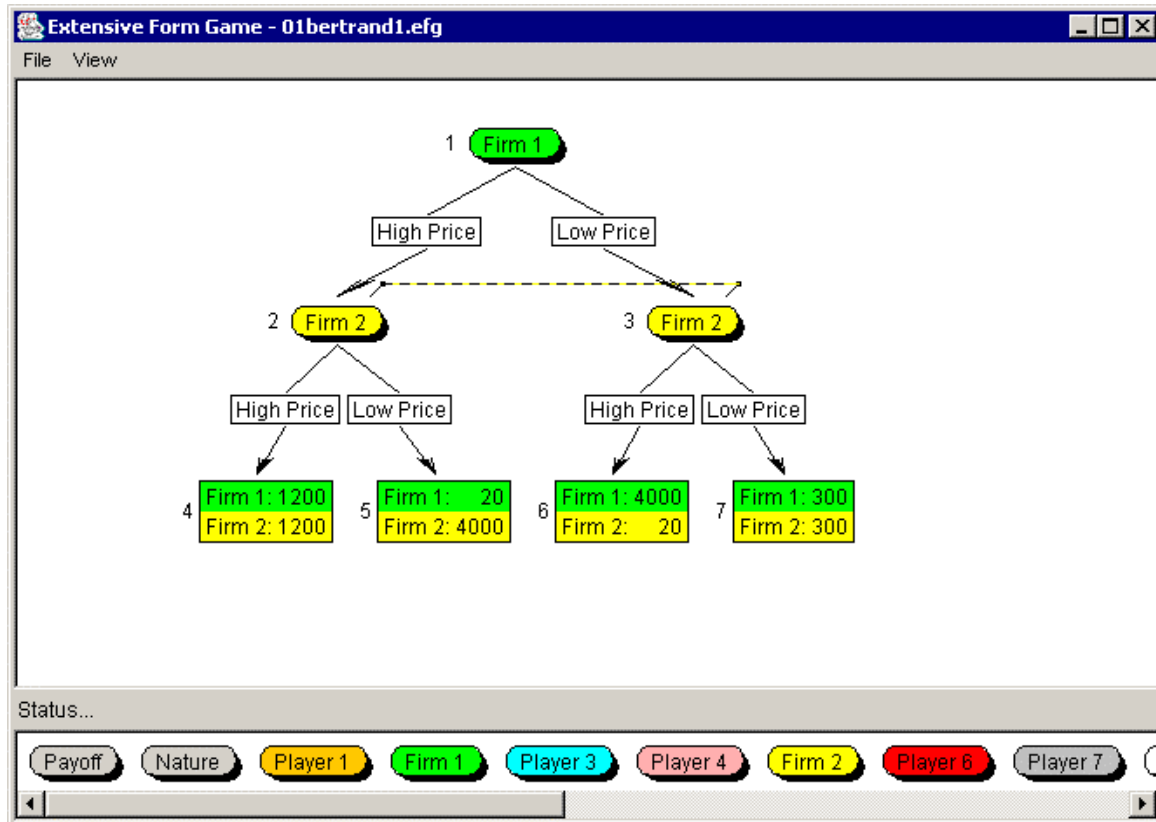 Extensive Form Game - 01bertrand1.efg
File View
1 Firm 1
High Price Low Price
2 Firm 2 3 Firm 2
High Price Low Price High Price Low Price
4 Firm 1: 1200 5 Firm 1: 20 6 Firm 1: 4000 7 Firm 1: 300
Firm 2: 1200 Firm 2: 4000 Firm 2: 20 Firm 2: 300
Status...
Payoff Nature Player 1 Firm 1 Player 3 Player 4 Firm 2 Player 6 Player 7